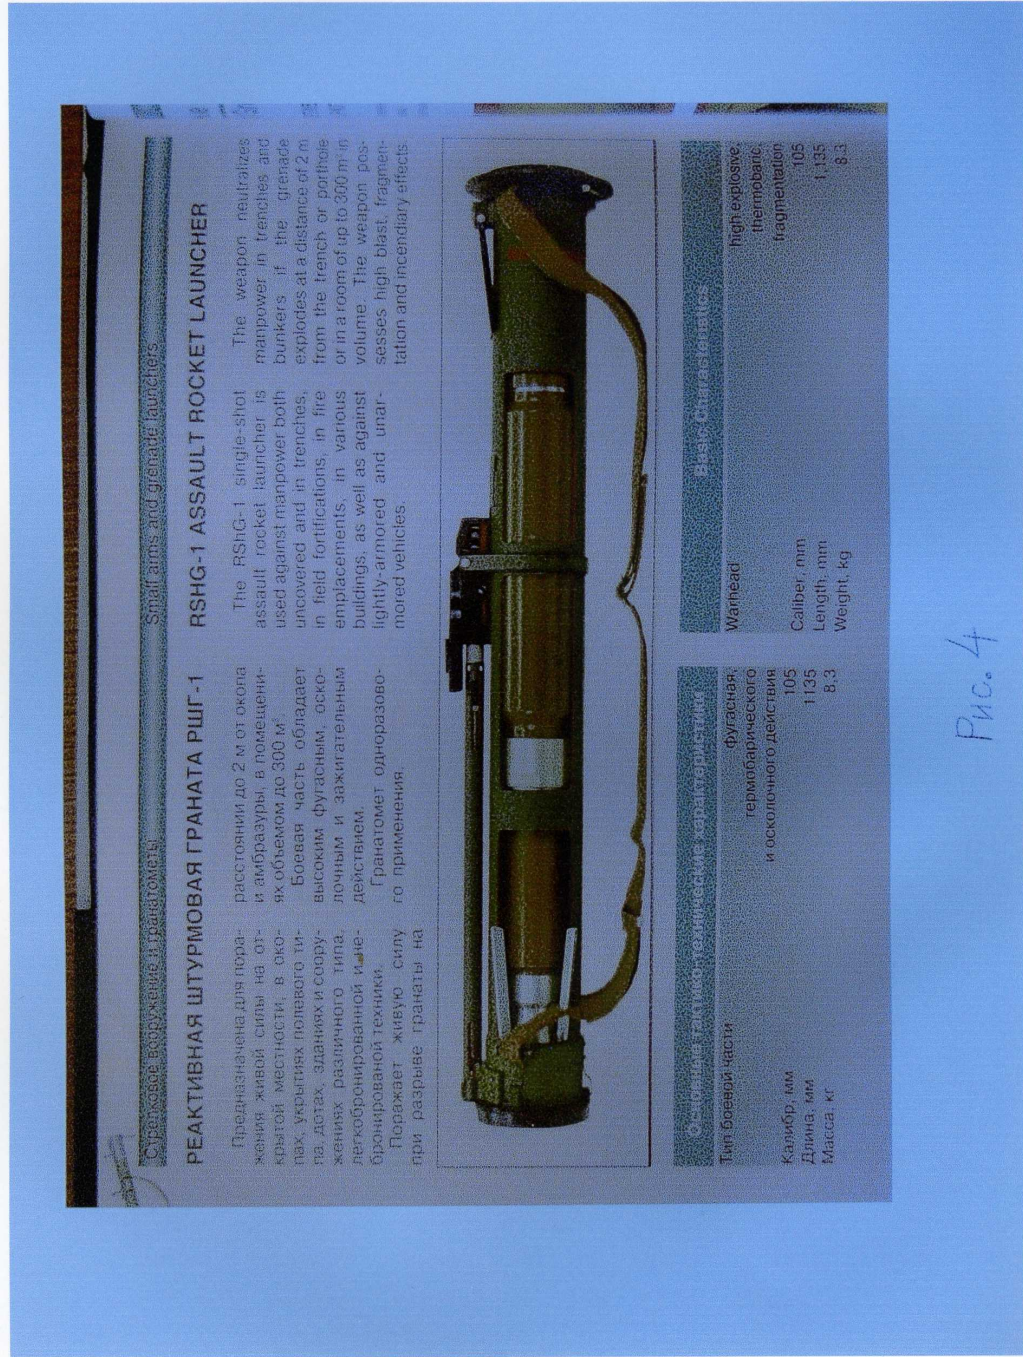 Стрелковое вооружение и гранатометы
Small arms and grenade launchers
РЕАКТИВНАЯ ШТУРМОВАЯ ГРАНАТА РШГ-1
Предназначена для пора-
жения живой силы на от-
крытой местности, в око-
пах, укрытиях полевого ти-
па, дотах, зданиях и соору-
жениях различного типа,
легкобронированной и не-
бронированой техники.
Поражает живую силу
при разрыве гранаты на
расстоянии до 2 м от окопа
и амбразуры, в помещени-
ях объемом до 300 м³
Боевая часть обладает
высоким фугасным, оско-
лочным и зажигательным
действием.
Гранатомет одноразово-
го применения.
RSHG-1 ASSAULT ROCKET LAUNCHER
The RShG-1 single-shot
assault rocket launcher is
used against manpower both
uncovered and in trenches,
in field fortifications, in fire
emplacements, in various
buildings, as well as against
lightly-armored and unar-
mored vehicles.
The weapon neutralizes
manpower in trenches and
bunkers if the grenade
explodes at a distance of 2 m
from the trench or porthole
or in a room of up to 300 m³ in
volume. The weapon pos-
sesses high blast, fragmen-
tation and incendiary effects.
Основные тактико-технические характеристики
Тип боевой части фугасная,
термобарического
и осколочного действия
Калибр, мм 105
Длина, мм 1135
Масса, кг 8.3
Basic Characteristics
Warhead high explosive,
thermobaric,
fragmentation
Caliber, mm 105
Length, mm 1135
Weight, kg 8.3
Рис. 4